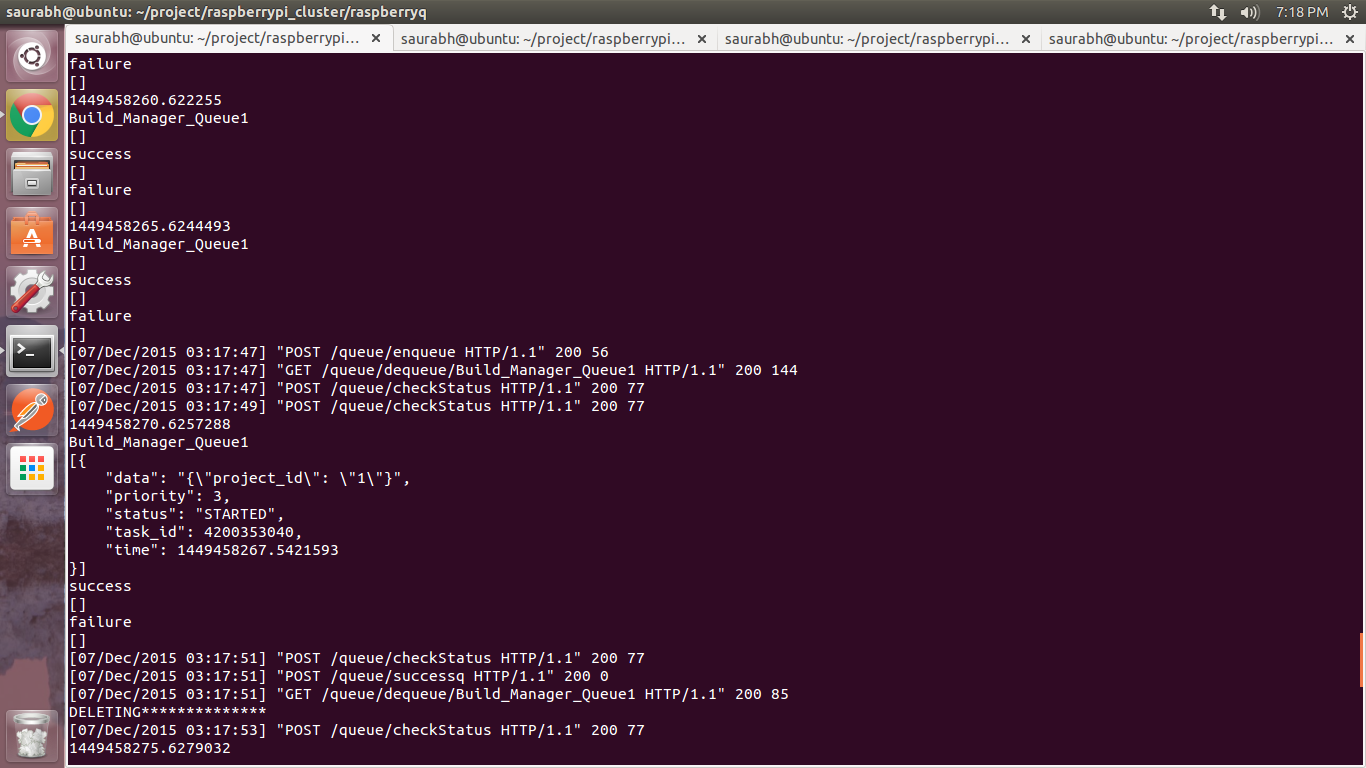 saurabh@ubuntu: ~/project/raspberrypi_cluster/raspberryq
7:18 PM
saurabh@ubuntu: ~/project/raspberrypi... × saurabh@ubuntu: ~/project/raspberrypi... × saurabh@ubuntu: ~/project/raspberrypi... × saurabh@ubuntu: ~/project/raspberrypi... ×
failure
[]
1449458260.622255
Build_Manager_Queue1
[]
success
[]
failure
[]
1449458265.6244493
Build_Manager_Queue1
[]
success
[]
failure
[]
[07/Dec/2015 03:17:47] "POST /queue/enqueue HTTP/1.1" 200 56
[07/Dec/2015 03:17:47] "GET /queue/dequeue/Build_Manager_Queue1 HTTP/1.1" 200 144
[07/Dec/2015 03:17:47] "POST /queue/checkStatus HTTP/1.1" 200 77
[07/Dec/2015 03:17:49] "POST /queue/checkStatus HTTP/1.1" 200 77
1449458270.6257288
Build_Manager_Queue1
[{
    "data": "{\"project_id\": \"1\"}",
    "priority": 3,
    "status": "STARTED",
    "task_id": 4200353040,
    "time": 1449458267.5421593
}]
success
[]
failure
[]
[07/Dec/2015 03:17:51] "POST /queue/checkStatus HTTP/1.1" 200 77
[07/Dec/2015 03:17:51] "POST /queue/successq HTTP/1.1" 200 0
[07/Dec/2015 03:17:51] "GET /queue/dequeue/Build_Manager_Queue1 HTTP/1.1" 200 85
DELETING**************
[07/Dec/2015 03:17:53] "POST /queue/checkStatus HTTP/1.1" 200 77
1449458275.6279032